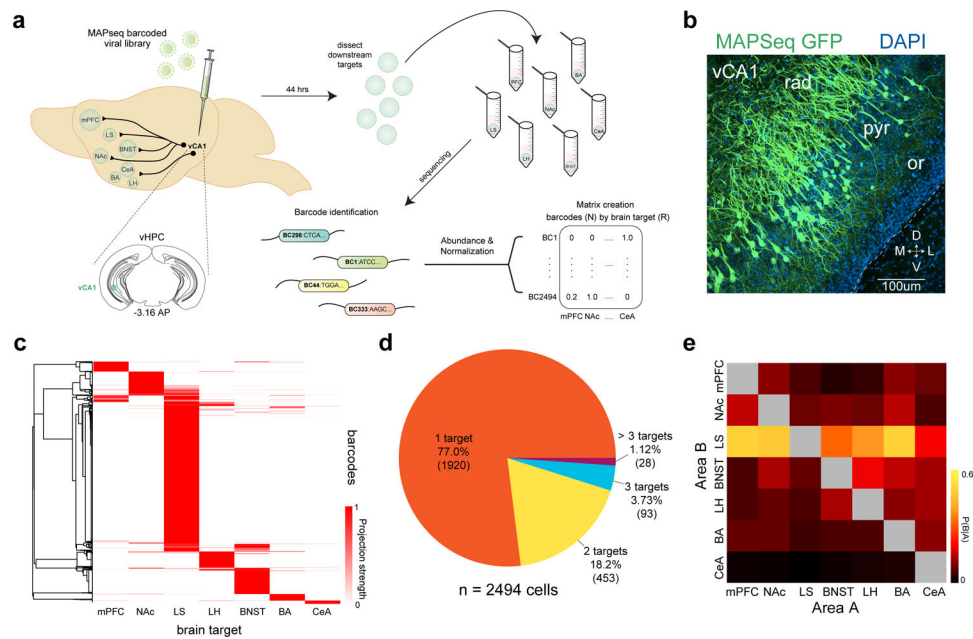 a
MAPseq barcoded
viral library
44 hrs
dissect
downstream
targets
mPFC
LS
BNST
NAc
CeA
BA
LH
vCA1
PFC
BA
NAc
LS
CeA
LH
BNST
sequencing
vHPC
vCA1
-3.16 AP
Barcode identification
BC298:CTCA...
BC1:ATCC...
BC44:TGGA...
BC333:AAGC...
Abundance &
Normalization
Matrix creation
barcodes (N) by brain target (R)
BC1 0 0 .... 1.0
BC2494 0.2 1.0 .... 0
mPFC NAc .... CeA
b
MAPSeq GFP DAPI
vCA1
rad
pyr
or
D
M L
V
100um
c
barcodes
1
Projection strength
0
mPFC NAc LS LH BNST BA CeA
brain target
d
1 target
77.0%
(1920)
> 3 targets
1.12%
(28)
3 targets
3.73%
(93)
2 targets
18.2%
(453)
n = 2494 cells
e
mPFC
NAc
LS
BNST
LH
BA
CeA
Area B
mPFC NAc LS BNST LH BA CeA
Area A
0.6
P(B|A)
0